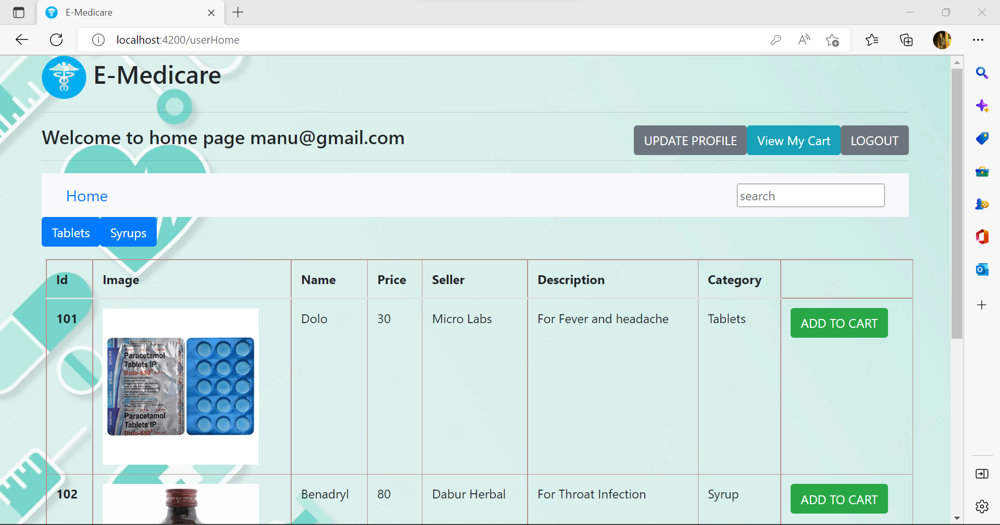 E-Medicare
localhost:4200/userHome
E-Medicare
Welcome to home page manu@gmail.com
UPDATE PROFILE View My Cart LOGOUT
Home
search
Tablets Syrups
Id Image Name Price Seller Description Category
101 Dolo 30 Micro Labs For Fever and headache Tablets ADD TO CART
Paracetamol
Tablets IP
Dolo-650
Paracetamol
Tablets IP
Dolo-650
102 Benadryl 80 Dabur Herbal For Throat Infection Syrup ADD TO CART